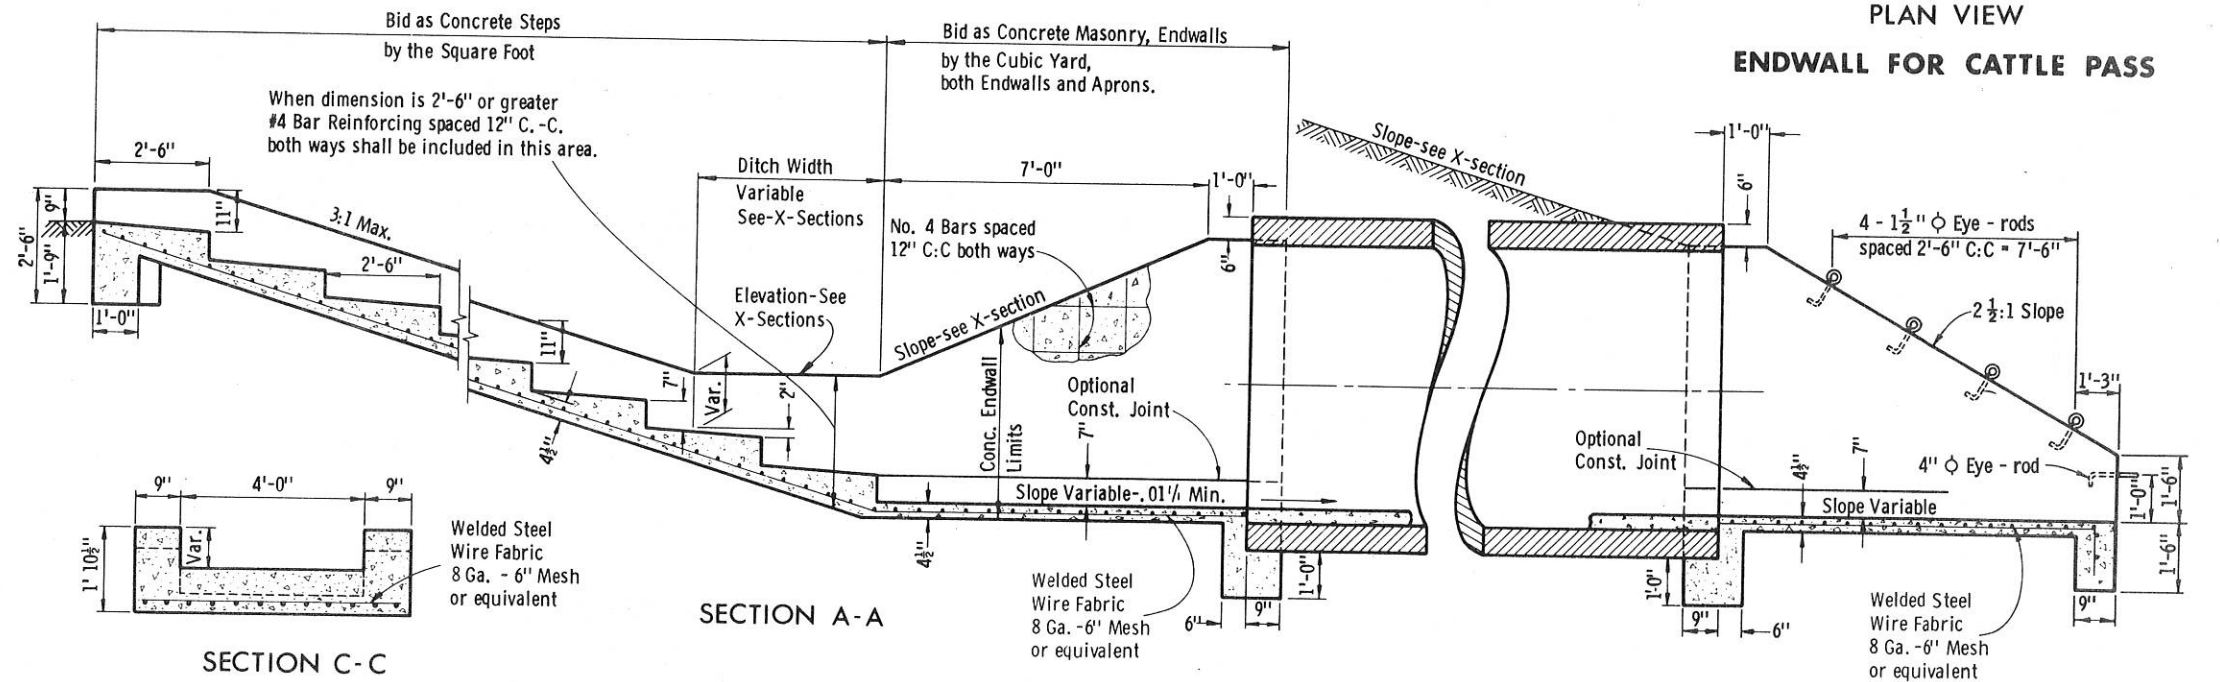 PLAN VIEW
ENDWALL FOR CATTLE PASS
Bid as Concrete Steps
by the Square Foot
Bid as Concrete Masonry, Endwalls
by the Cubic Yard,
both Endwalls and Aprons.
When dimension is 2'-6" or greater
#4 Bar Reinforcing spaced 12" C.-C.
both ways shall be included in this area.
2'-6"
Ditch Width
Variable
See-X-Sections
7'-0"
1'-0"
Slope-see X-section
1'-0"
6"
9"
2'-6"
1'-9"
1'-0"
11"
3:1 Max.
2'-6"
No. 4 Bars spaced
12" C:C both ways
6"
4 - 1½" ϕ Eye - rods
spaced 2'-6" C:C = 7'-6"
Elevation-See
X-Sections
Slope-see X-section
2 ½:1 Slope
11"
7"
Var.
2"
4½"
Conc. Endwall
Limits
Optional
Const. Joint
7"
Slope Variable-.01'/₁ Min.
4½"
1'-3"
Optional
Const. Joint
4½"
7"
4" ϕ Eye - rod
Slope Variable
1'-0"
1'-6"
1'-6"
9"
4'-0"
9"
1' 10½"
Var.
Welded Steel
Wire Fabric
8 Ga. - 6" Mesh
or equivalent
SECTION C-C
SECTION A-A
Welded Steel
Wire Fabric
8 Ga. -6" Mesh
or equivalent
6"
9"
1'-0"
1'-0"
9"
6"
Welded Steel
Wire Fabric
8 Ga. -6" Mesh
or equivalent
9"